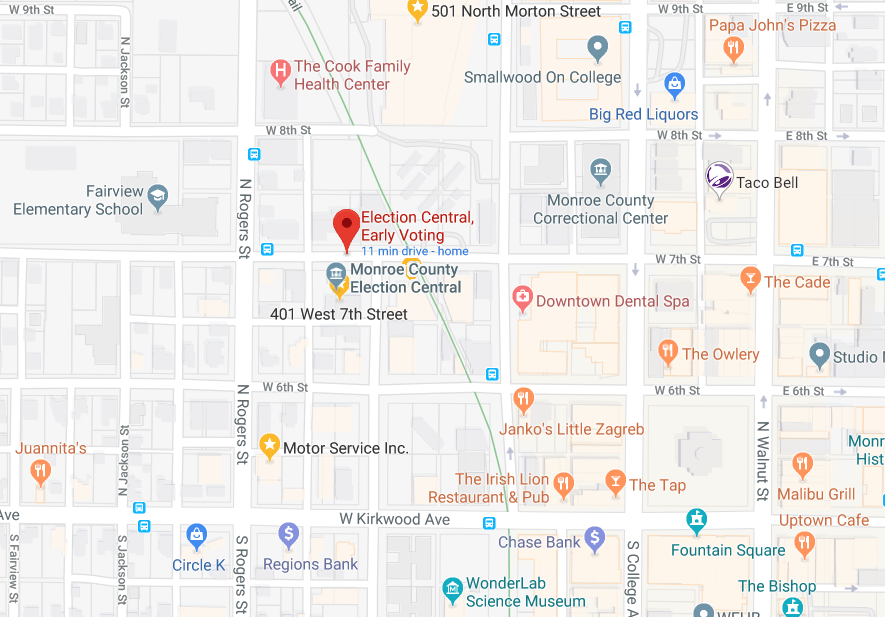 W 9th St
501 North Morton Street
W 9th St
E 9th St
Papa John's Pizza
ail
N Jackson St
The Cook Family
Health Center
Smallwood On College
Big Red Liquors
W 8th St
W 8th St
E 8th St
Fairview
Elementary School
N Rogers St
Taco Bell
Monroe County
Correctional Center
Election Central,
Early Voting
11 min drive - home
W 7th St
E 7th St
Monroe County
Election Central
The Cade
Downtown Dental Spa
401 West 7th Street
The Owlery
Studio
W 6th St
W 6th St
E 6th St
N Rogers St
Janko's Little Zagreb
N Walnut St
Juannita's
N Jackson St
Motor Service Inc.
Monr
Hist
The Irish Lion
Restaurant & Pub
The Tap
Malibu Grill
Ave
W Kirkwood Ave
Uptown Cafe
S Fairview St
S Jackson St
Circle K
S Rogers St
Regions Bank
Chase Bank
S College A
Fountain Square
WonderLab
Science Museum
The Bishop